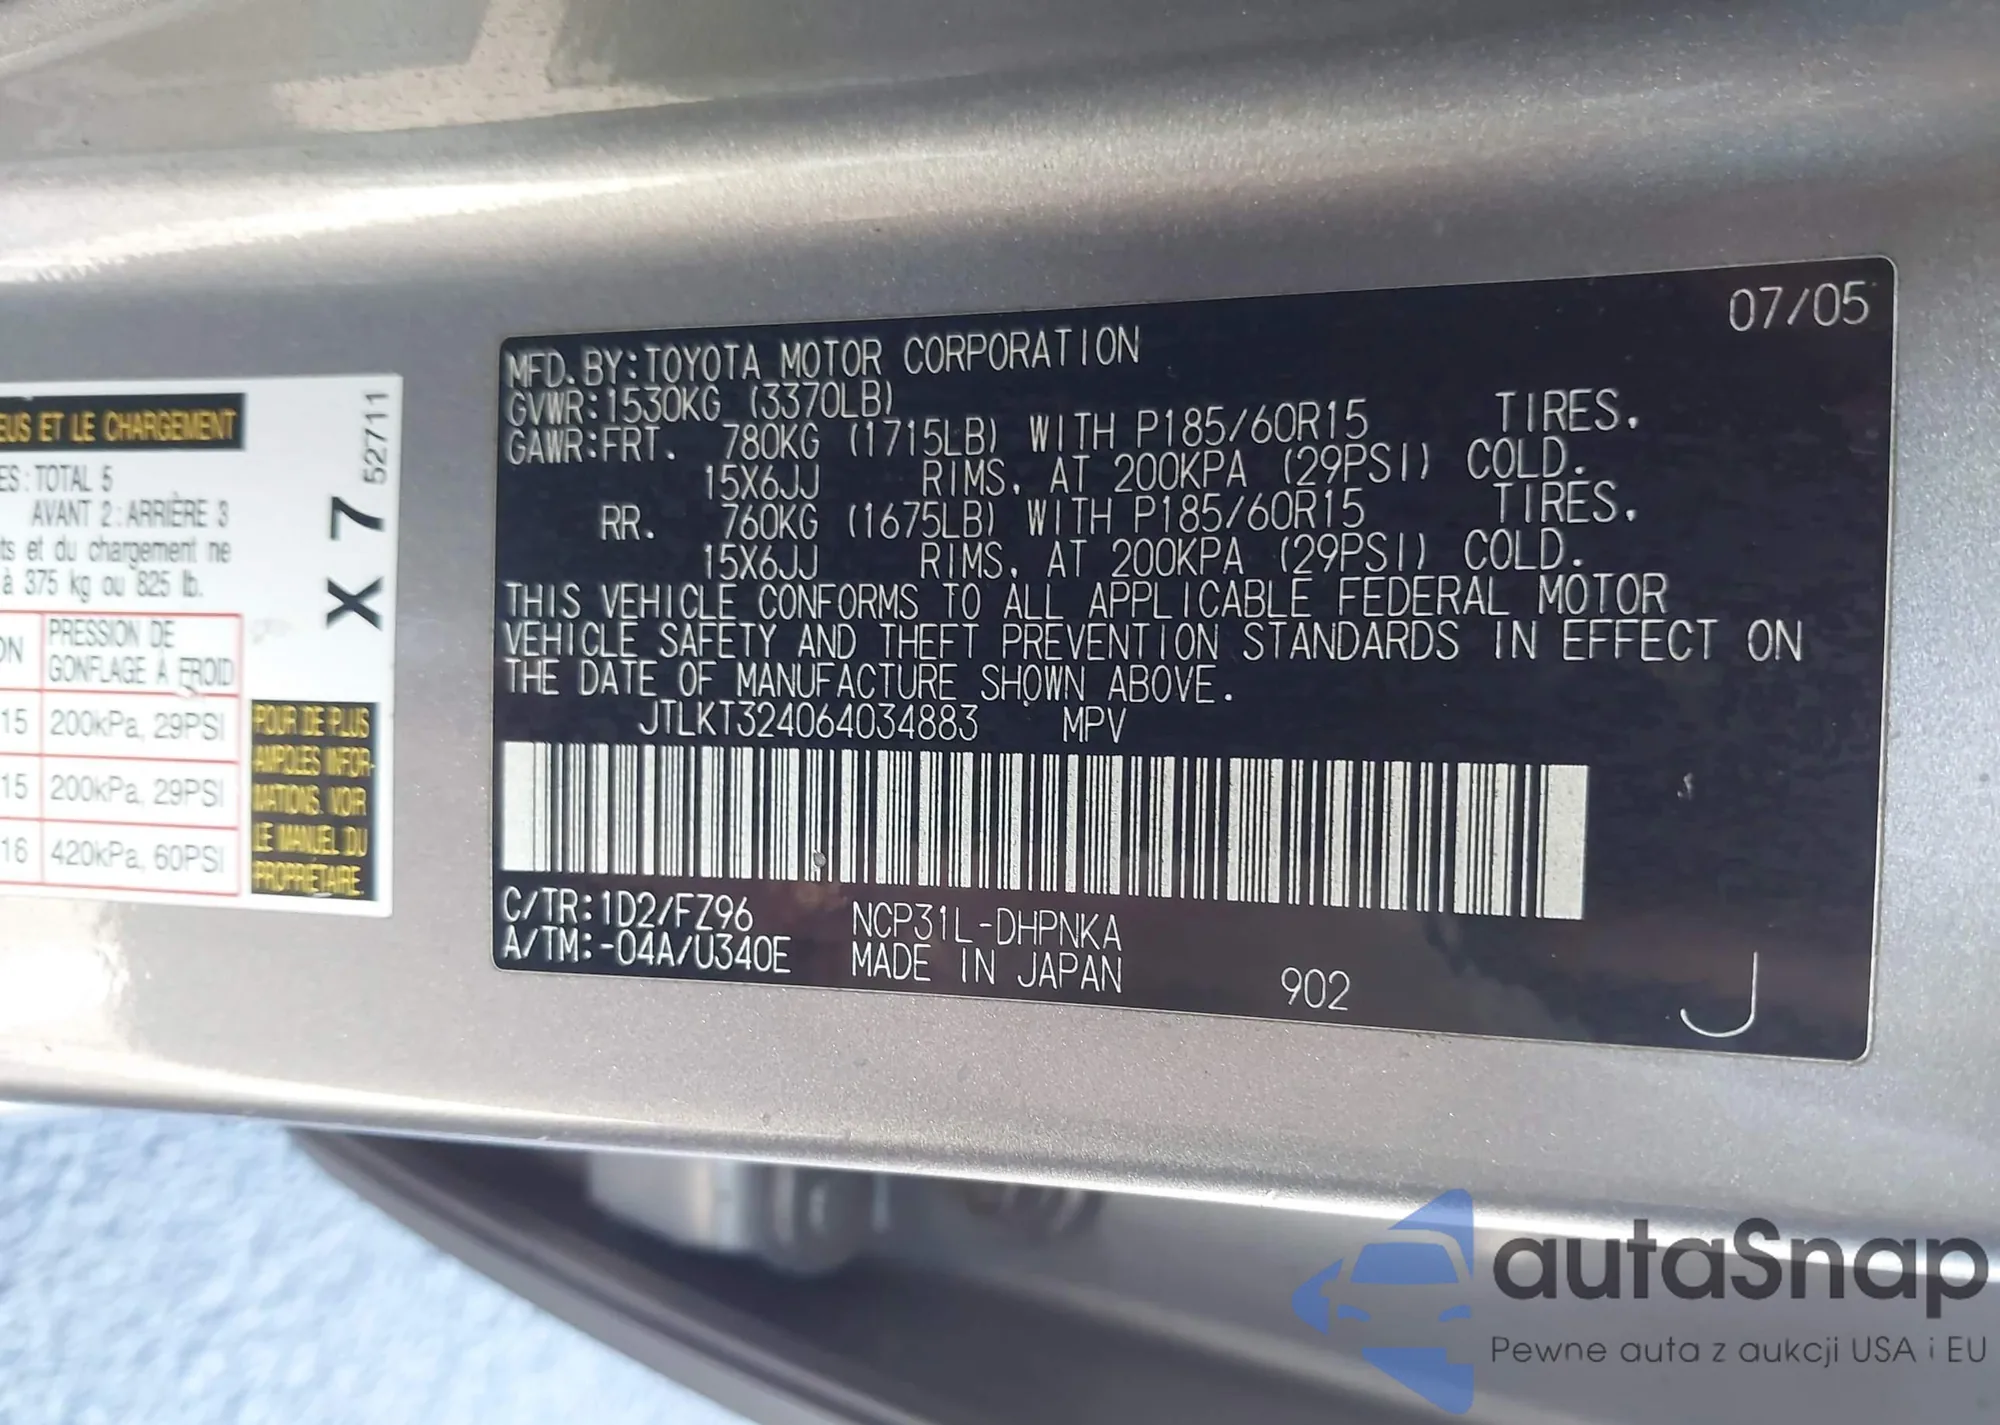 EUS ET LE CHARGEMENT
ES : TOTAL 5
AVANT 2 : ARRIÈRE 3
ts et du chargement ne
à 375 kg ou 825 lb.
ON
PRESSION DE
GONFLAGE À FROID
15 200kPa, 29PSI
15 200kPa, 29PSI
16 420kPa, 60PSI
POUR DE PLUS
AMPLES INFOR-
MATIONS, VOIR
LE MANUEL DU
PROPRIÉTAIRE.
X 7 52711
07/05
MFD. BY:TOYOTA MOTOR CORPORATION
GVWR:1530KG (3370LB)
GAWR:FRT. 780KG (1715LB) WITH P185/60R15 TIRES.
15X6JJ RIMS. AT 200KPA (29PSI) COLD.
RR. 760KG (1675LB) WITH P185/60R15 TIRES.
15X6JJ RIMS. AT 200KPA (29PSI) COLD.
THIS VEHICLE CONFORMS TO ALL APPLICABLE FEDERAL MOTOR
VEHICLE SAFETY AND THEFT PREVENTION STANDARDS IN EFFECT ON
THE DATE OF MANUFACTURE SHOWN ABOVE.
JTLKT324064034883 MPV
C/TR:1D2/FZ96 NCP31L-DHPNKA
A/TM:-04A/U340E MADE IN JAPAN
902
J
autaSnap
Pewne auta z aukcji USA i EU